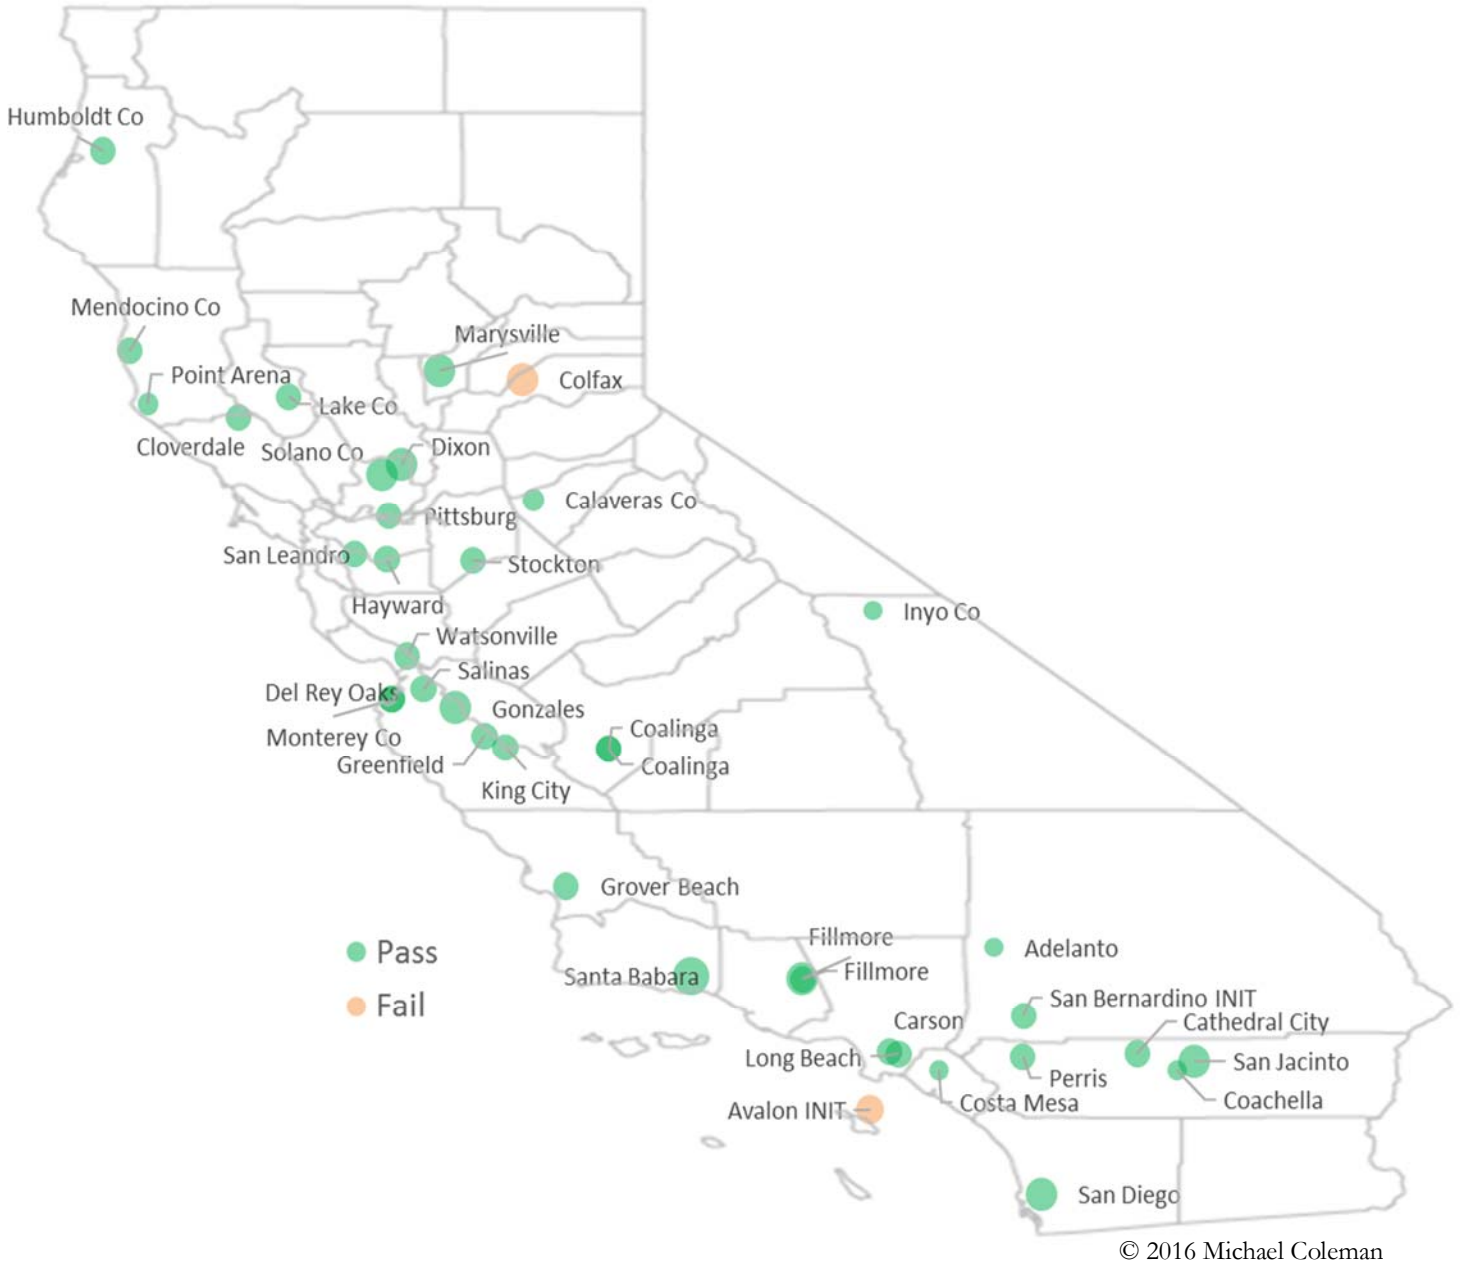 Humboldt Co
Mendocino Co
Marysville
Point Arena
Colfax
Lake Co
Cloverdale
Solano Co
Dixon
Calaveras Co
Pittsburg
San Leandro
Stockton
Hayward
Inyo Co
Watsonville
Salinas
Del Rey Oaks
Gonzales
Monterey Co
Coalinga
Greenfield
Coalinga
King City
Grover Beach
Fillmore
Pass
Adelanto
Santa Babara
Fillmore
Fail
San Bernardino INIT
Carson
Cathedral City
Long Beach
San Jacinto
Perris
Coachella
Avalon INIT
Costa Mesa
San Diego
© 2016 Michael Coleman